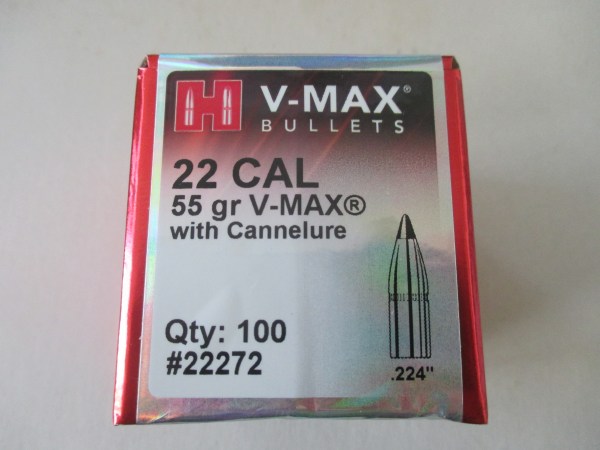 H V-MAX®
BULLETS
22 CAL
55 gr V-MAX®
with Cannelure
Qty: 100
#22272
.224"